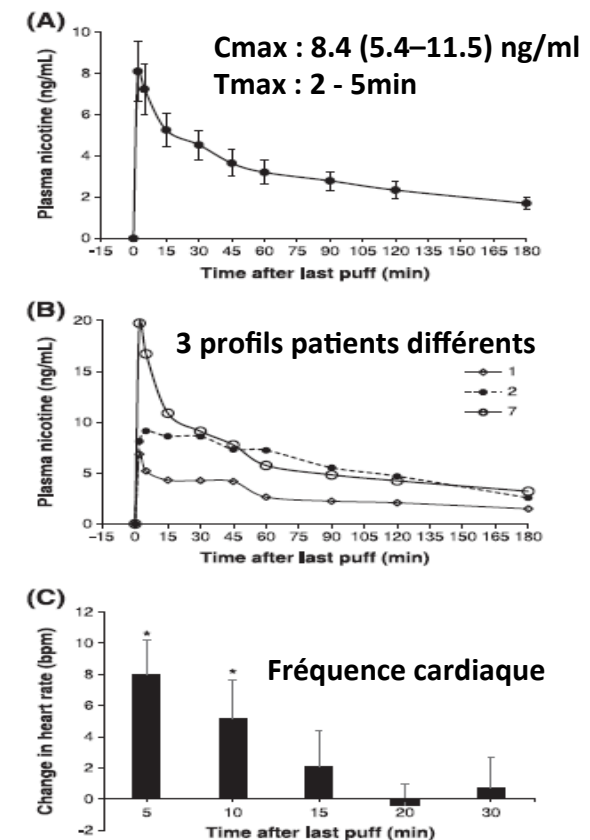 (A)
Cmax : 8.4 (5.4–11.5) ng/ml
Tmax : 2 - 5min
Plasma nicotine (ng/mL)
10
8
6
4
2
0
-15 0 15 30 45 60 75 90 105 120 135 150 165 180
Time after last puff (min)
(B)
3 profils patients différents
Plasma nicotine (ng/mL)
20
15
10
5
0
1
2
7
-15 0 15 30 45 60 75 90 105 120 135 150 165 180
Time after last puff (min)
(C)
Fréquence cardiaque
Change in heart rate (bpm)
12
10
8
6
4
2
0
-2
* *
5 10 15 20 30
Time after last puff (min)